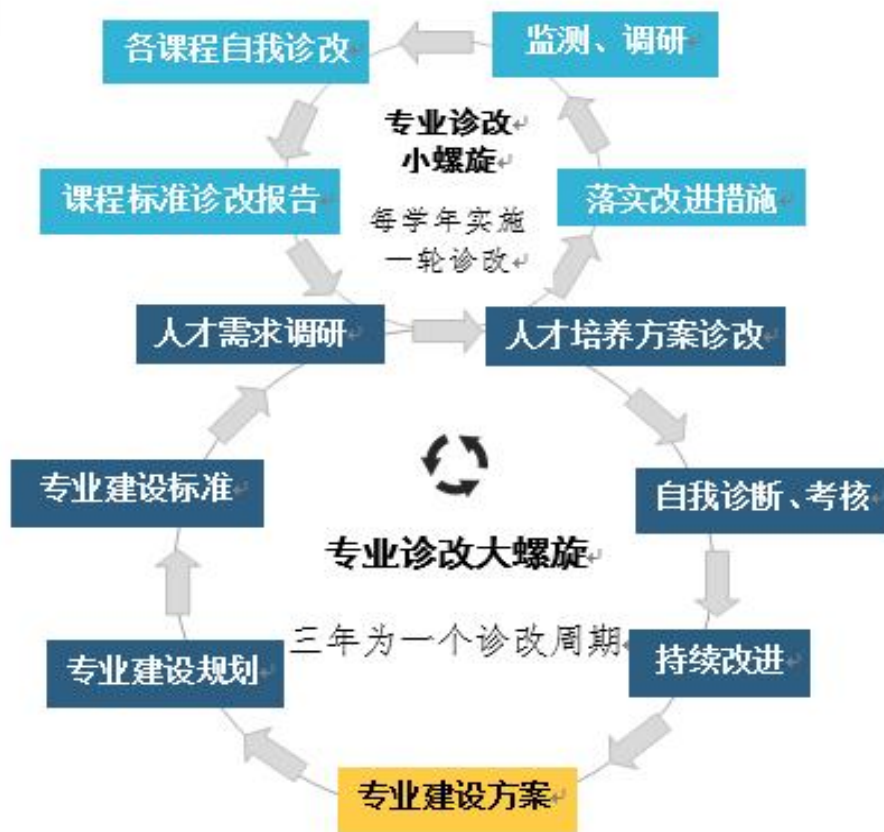 各课程自我诊改
监测、调研
专业诊改
小螺旋
课程标准诊改报告
每学年实施
一轮诊改
落实改进措施
人才需求调研
人才培养方案诊改
专业建设标准
自我诊断、考核
专业诊改大螺旋
三年为一个诊改周期
专业建设规划
持续改进
专业建设方案